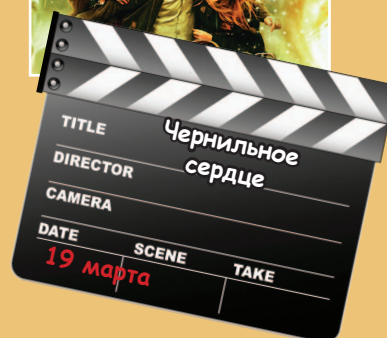 TITLE Чернильное
сердце
DIRECTOR
CAMERA
DATE SCENE TAKE
19 марта